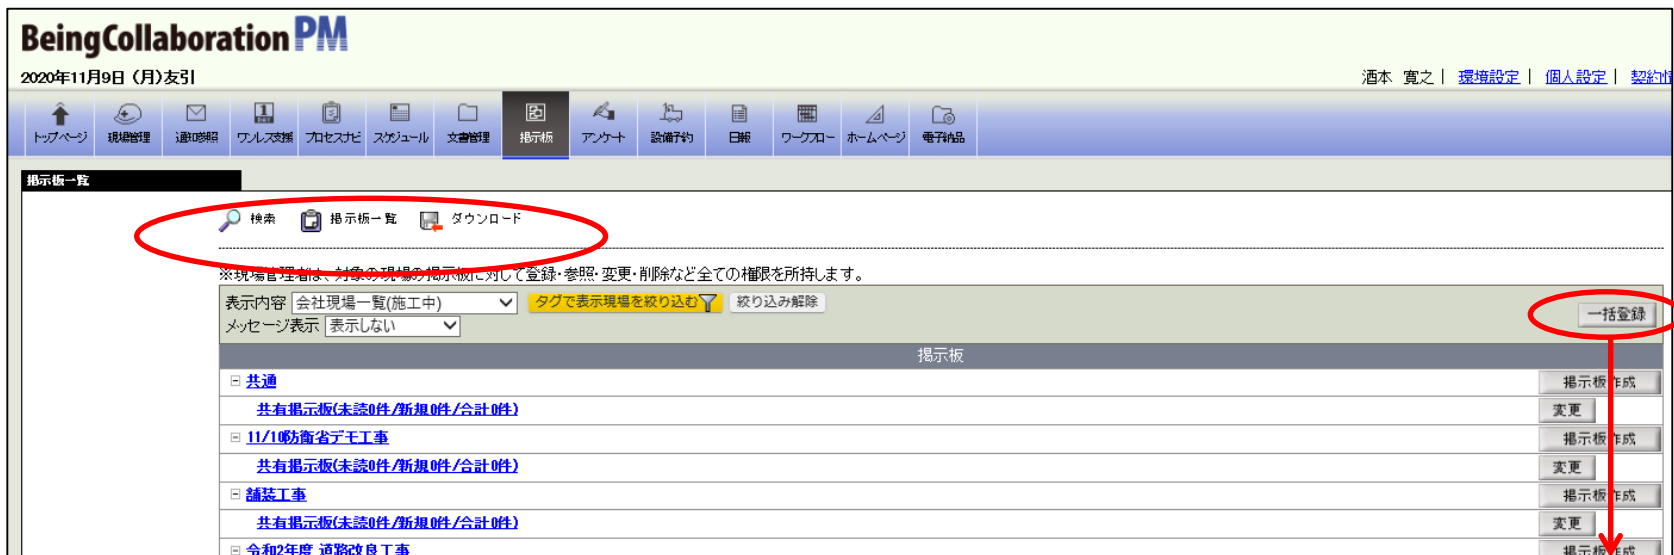 BeingCollaboration PM
2020年11月9日（月）友引
酒本 寛之 | 環境設定 | 個人設定 | 契約情
トップページ 現場管理 通知参照 ワンレス支援 プロセスナビ スケジュール 文書管理 掲示板 アンケート 設備予約 日報 ワークフロー ホームページ 電子納品
掲示板一覧
検索 掲示板一覧 ダウンロード
※現場管理者は、対象の現場の掲示板に対して登録・参照・変更・削除など全ての権限を所持します。
表示内容 会社現場一覧(施工中) タグで表示現場を絞り込む 絞り込み解除
一括登録
メッセージ表示 表示しない
掲示板
共通 掲示板作成
共有掲示板(未読0件/新規0件/合計0件) 変更
11/10防衛省デモ工事 掲示板作成
共有掲示板(未読0件/新規0件/合計0件) 変更
舗装工事 掲示板作成
共有掲示板(未読0件/新規0件/合計0件) 変更
令和2年度 道路改良工事 掲示板作成